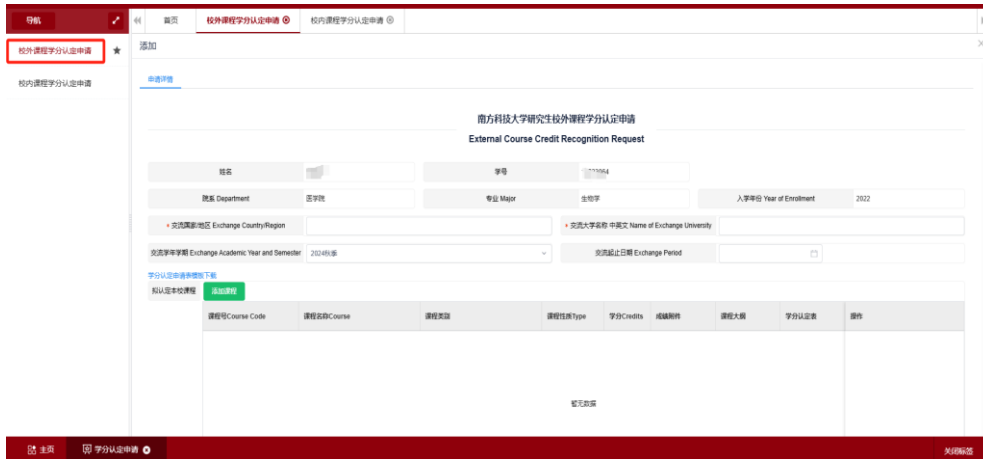 导航
首页
校外课程学分认定申请
校内课程学分认定申请
校外课程学分认定申请
添加
校内课程学分认定申请
申请详情
南方科技大学研究生校外课程学分认定申请
External Course Credit Recognition Request
姓名
学号
院系 Department 医学院 专业 Major 生物学 入学年份 Year of Enrollment 2022
* 交流国家/地区 Exchange Country/Region * 交流大学名称 中英文 Name of Exchange University
交流学年学期 Exchange Academic Year and Semester 2024秋季 交流起止日期 Exchange Period
学分认定申请表模板下载
拟认定本校课程 添加课程
课程号Course Code 课程名称Course 课程类别 课程性质Type 学分Credits 成绩附件 课程大纲 学分认定表 操作
暂无数据
主页 学分认定申请 关闭标签